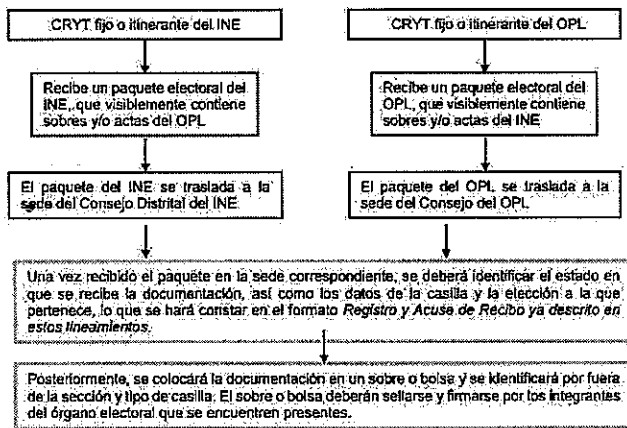 CRYT fijo o itinerante del INE
CRYT fijo o itinerante del OPL
Recibe un paquete electoral del
INE, que visiblemente contiene
sobres y/o actas del OPL
Recibe un paquete electoral del
OPL, que visiblemente contiene
sobres y/o actas del INE
El paquete del INE se traslada a la
sede del Consejo Distrital del INE
El paquete del OPL se traslada a la
sede del Consejo del OPL
Una vez recibido el paquete en la sede correspondiente, se deberá identificar el estado en
que se recibe la documentación, así como los datos de la casilla y la elección a la que
pertenece, lo que se hará constar en el formato Registro y Acuse de Recibo ya descrito en
estos lineamientos.
Posteriormente, se colocará la documentación en un sobre o bolsa y se identificará por fuera
de la sección y tipo de casilla. El sobre o bolsa deberán sellarse y firmarse por los integrantes
del órgano electoral que se encuentren presentes.